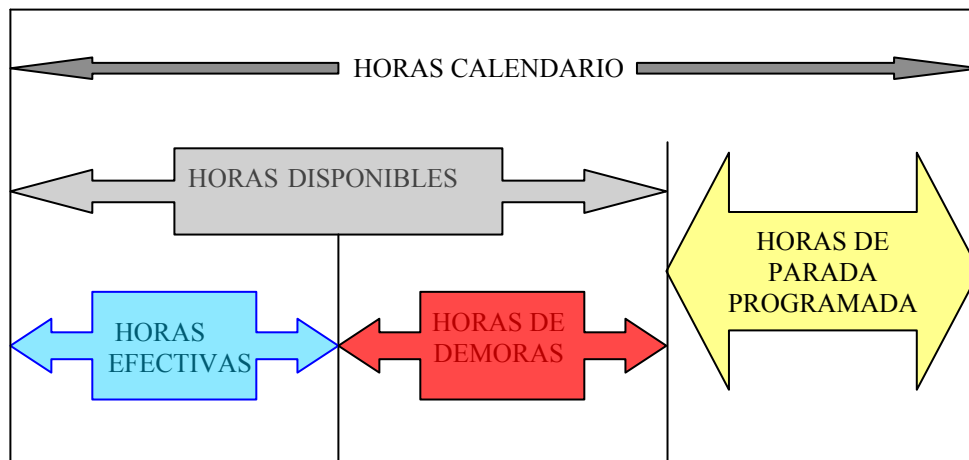 HORAS CALENDARIO
HORAS DISPONIBLES
HORAS DE
PARADA
PROGRAMADA
HORAS
EFECTIVAS
HORAS DE
DEMORAS